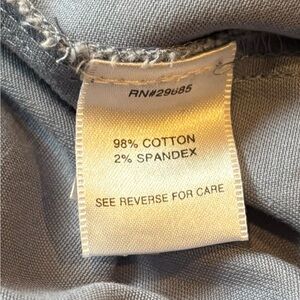 RN#29685
98% COTTON
2% SPANDEX
SEE REVERSE FOR CARE